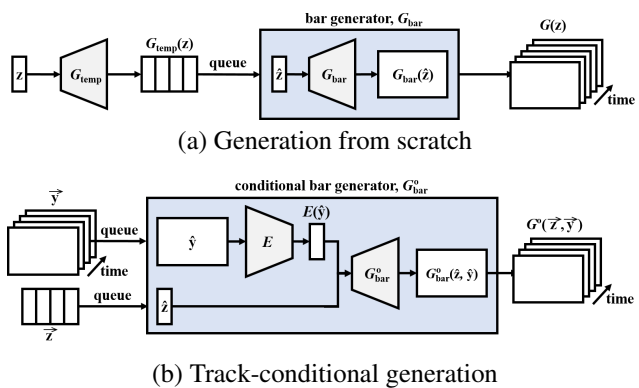 bar generator, G_bar
G_temp(z)
G(z)
queue
z
G_temp
ẑ
G_bar
G_bar(ẑ)
time
(a) Generation from scratch
conditional bar generator, G°_bar
y⃗
queue
E(ŷ)
G°(z⃗, y⃗)
ŷ
E
time
queue
G°_bar
G°_bar(ẑ, ŷ)
ẑ
time
z⃗
(b) Track-conditional generation